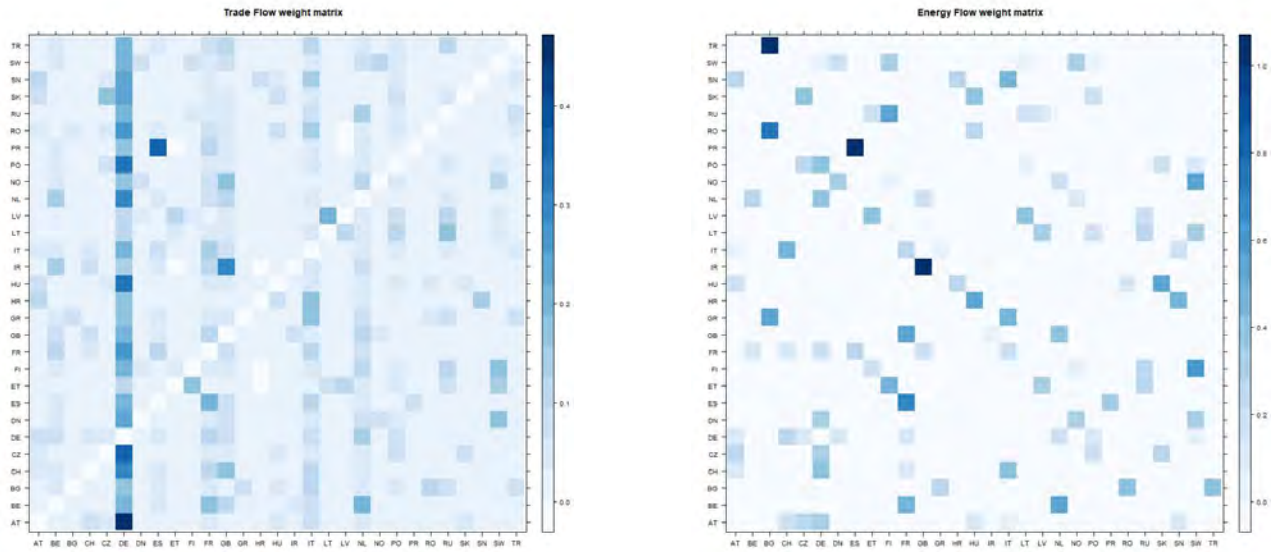 Trade Flow weight matrix
TR
SW
SN
SK
RU
RO
PR
PO
NO
NL
LV
LT
IT
IR
HU
HR
GR
GB
FR
FI
ET
ES
DN
DE
CZ
CH
BG
BE
AT
AT BE BG CH CZ DE DN ES ET FI FR GB GR HR HU IR IT LT LV NL NO PO PR RO RU SK SN SW TR
0.4
0.3
0.2
0.1
0.0
Energy Flow weight matrix
TR
SW
SN
SK
RU
RO
PR
PO
NO
NL
LV
LT
IT
IR
HU
HR
GR
GB
FR
FI
ET
ES
DN
DE
CZ
CH
BG
BE
AT
AT BE BG CH CZ DE DN ES ET FI FR GB GR HR HU IR IT LT LV NL NO PO PR RO RU SK SN SW TR
1.0
0.8
0.6
0.4
0.2
0.0